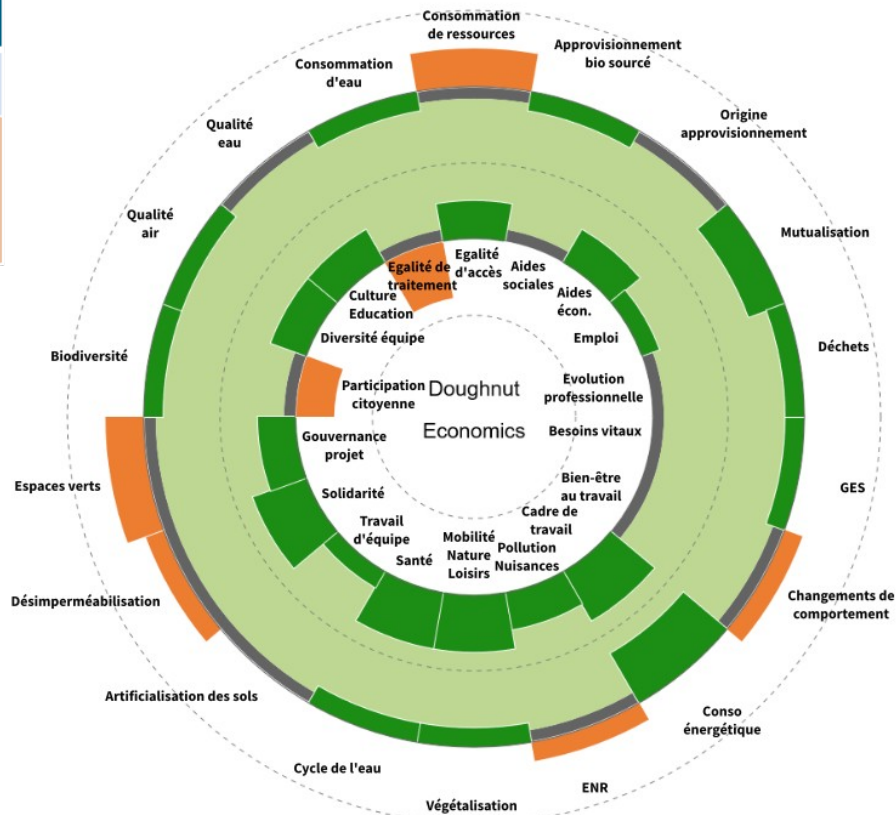 Consommation
de ressources
Approvisionnement
bio sourcé
Origine
approvisionnement
Mutualisation
Déchets
GES
Changements de
comportement
Conso
énergétique
ENR
Végétalisation
Cycle de l'eau
Artificialisation des sols
Désimperméabilisation
Espaces verts
Biodiversité
Qualité
air
Qualité
eau
Consommation
d'eau
Egalité
d'accès
Aides
sociales
Aides
écon.
Emploi
Evolution
professionnelle
Besoins vitaux
Bien-être
au travail
Cadre de
travail
Pollution
Nuisances
Mobilité
Nature
Loisirs
Santé
Travail
d'équipe
Solidarité
Gouvernance
projet
Participation
citoyenne
Diversité équipe
Culture
Education
Egalité de
traitement
Doughnut
Economics